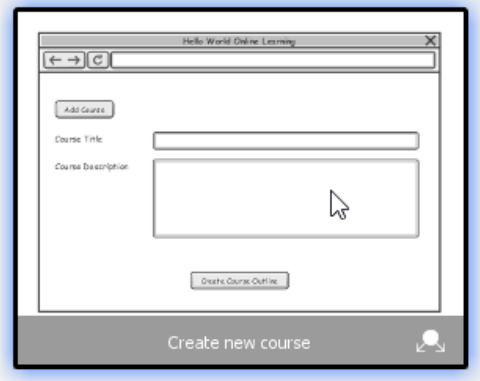 Hello World Online Learning
Add Course
Course Title
Course Description
Create Course Outline
Create new course